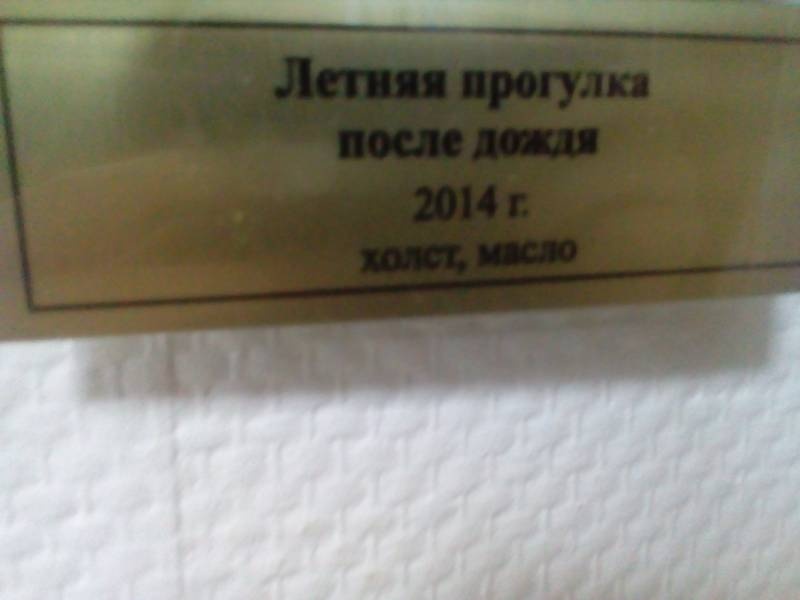 Летняя прогулка
после дождя
2014 г.
холст, масло